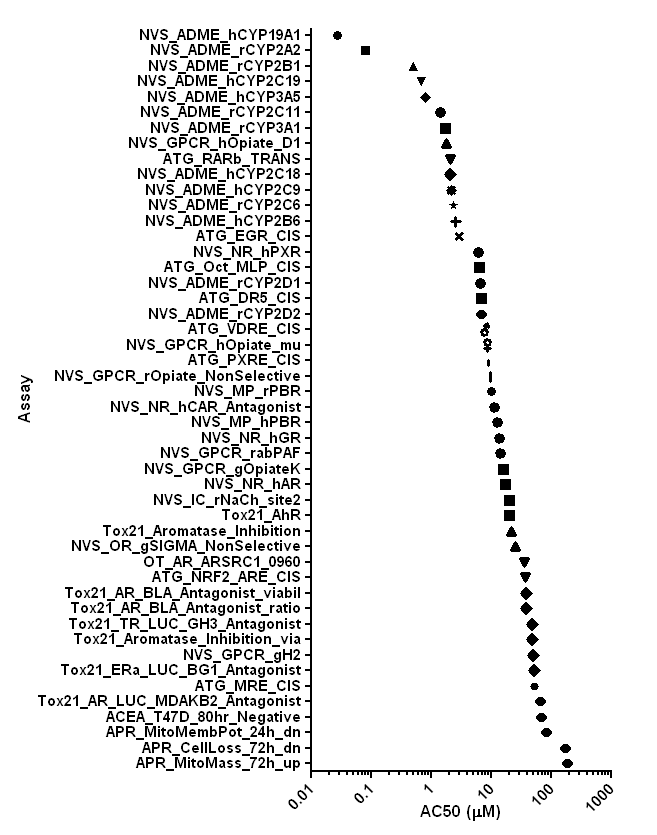 NVS_ADME_hCYP19A1
NVS_ADME_rCYP2A2
NVS_ADME_rCYP2B1
NVS_ADME_hCYP2C19
NVS_ADME_hCYP3A5
NVS_ADME_rCYP2C11
NVS_ADME_rCYP3A1
NVS_GPCR_hOpiate_D1
ATG_RARb_TRANS
NVS_ADME_hCYP2C18
NVS_ADME_hCYP2C9
NVS_ADME_rCYP2C6
NVS_ADME_hCYP2B6
ATG_EGR_CIS
NVS_NR_hPXR
ATG_Oct_MLP_CIS
NVS_ADME_rCYP2D1
ATG_DR5_CIS
NVS_ADME_rCYP2D2
ATG_VDRE_CIS
NVS_GPCR_hOpiate_mu
ATG_PXRE_CIS
NVS_GPCR_rOpiate_NonSelective
NVS_MP_rPBR
NVS_NR_hCAR_Antagonist
NVS_MP_hPBR
NVS_NR_hGR
NVS_GPCR_rabPAF
NVS_GPCR_gOpiateK
NVS_NR_hAR
NVS_IC_rNaCh_site2
Tox21_AhR
Tox21_Aromatase_Inhibition
NVS_OR_gSIGMA_NonSelective
OT_AR_ARSRC1_0960
ATG_NRF2_ARE_CIS
Tox21_AR_BLA_Antagonist_viabil
Tox21_AR_BLA_Antagonist_ratio
Tox21_TR_LUC_GH3_Antagonist
Tox21_Aromatase_Inhibition_via
NVS_GPCR_gH2
Tox21_ERa_LUC_BG1_Antagonist
ATG_MRE_CIS
Tox21_AR_LUC_MDAKB2_Antagonist
ACEA_T47D_80hr_Negative
APR_MitoMembPot_24h_dn
APR_CellLoss_72h_dn
APR_MitoMass_72h_up
Assay
0.01
0.1
1
10
100
1000
AC50 (µM)